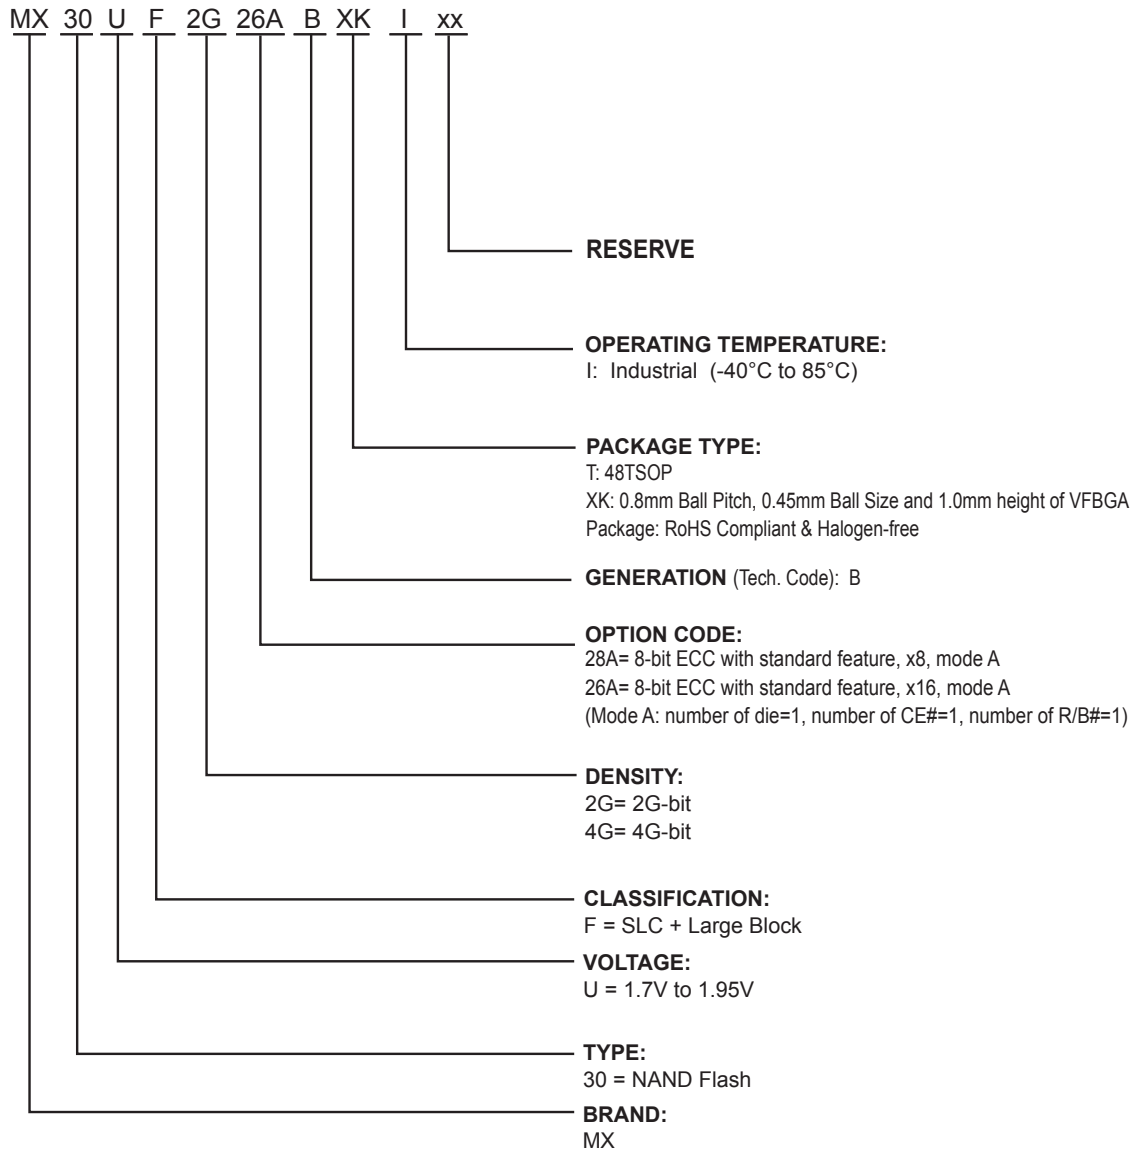 MX 30 U F 2G 26A B XK I xx
RESERVE
OPERATING TEMPERATURE:
I: Industrial (-40°C to 85°C)
PACKAGE TYPE:
T: 48TSOP
XK: 0.8mm Ball Pitch, 0.45mm Ball Size and 1.0mm height of VFBGA
Package: RoHS Compliant & Halogen-free
GENERATION (Tech. Code): B
OPTION CODE:
28A= 8-bit ECC with standard feature, x8, mode A
26A= 8-bit ECC with standard feature, x16, mode A
(Mode A: number of die=1, number of CE#=1, number of R/B#=1)
DENSITY:
2G= 2G-bit
4G= 4G-bit
CLASSIFICATION:
F = SLC + Large Block
VOLTAGE:
U = 1.7V to 1.95V
TYPE:
30 = NAND Flash
BRAND:
MX